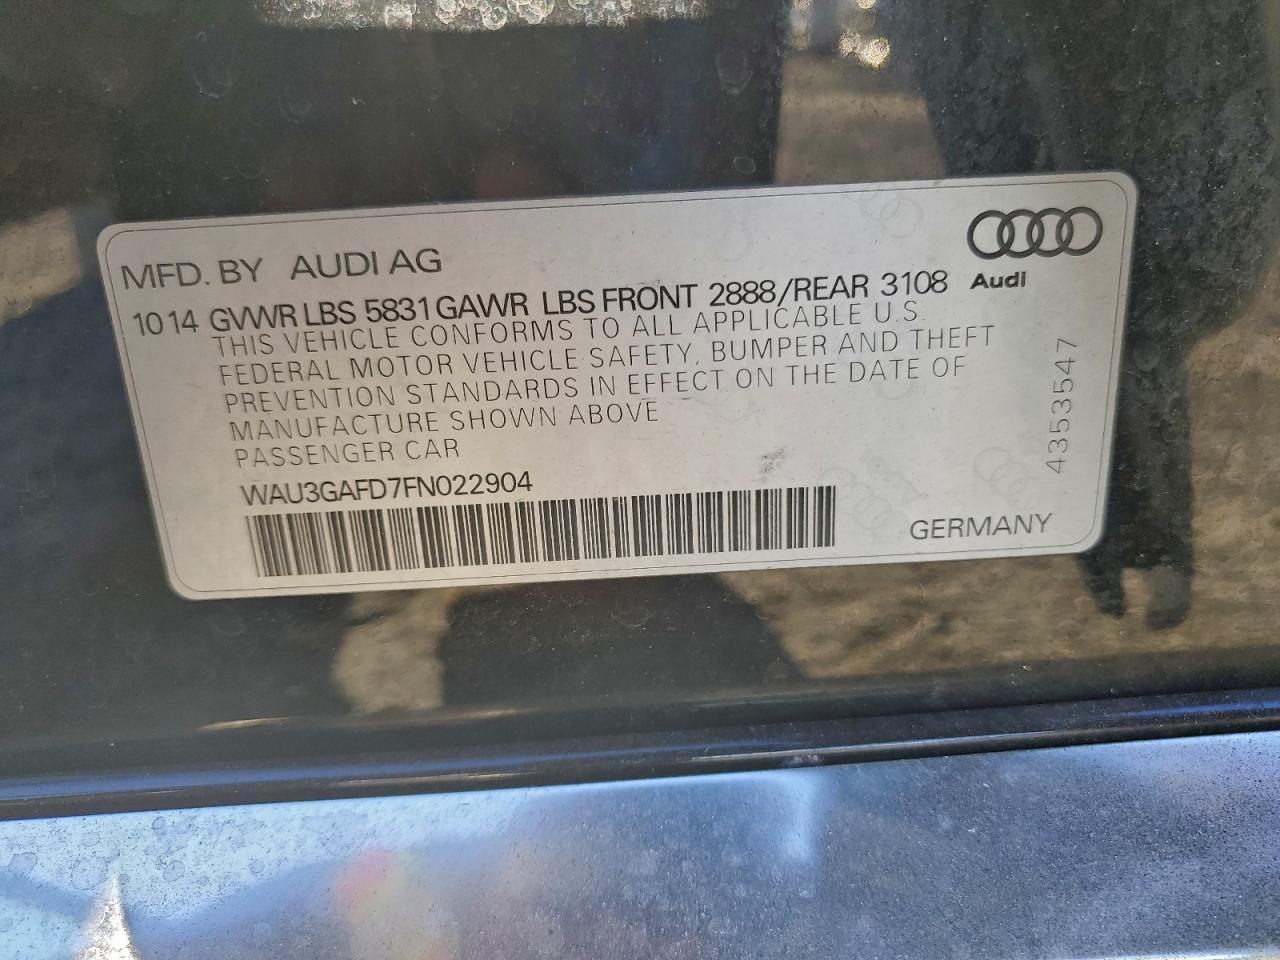 MFD. BY AUDI AG
Audi
10 14 GVWR LBS 5831 GAWR LBS FRONT 2888/REAR 3108
THIS VEHICLE CONFORMS TO ALL APPLICABLE U.S.
FEDERAL MOTOR VEHICLE SAFETY, BUMPER AND THEFT
PREVENTION STANDARDS IN EFFECT ON THE DATE OF
MANUFACTURE SHOWN ABOVE
PASSENGER CAR
WAU3GAFD7FN022904
GERMANY
4353547